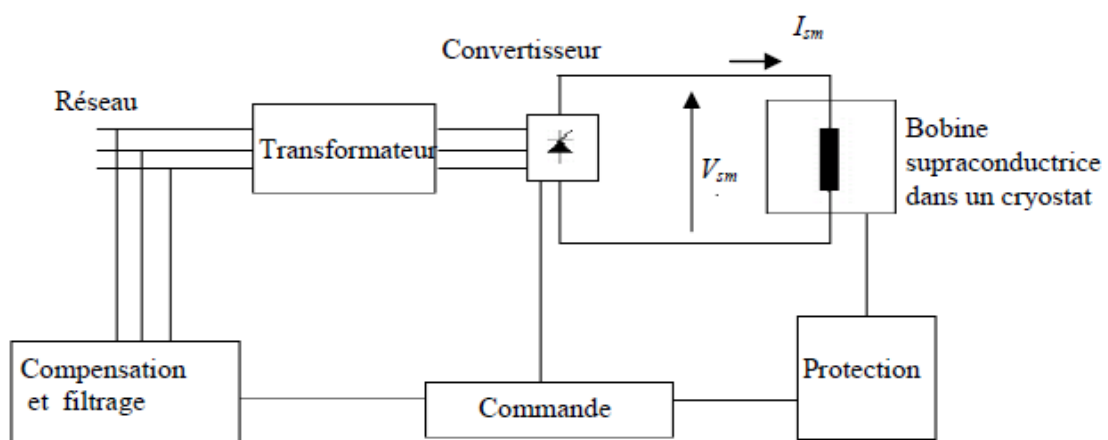 I_sm
Convertisseur
Réseau
Transformateur
V_sm
Bobine
supraconductrice
dans un cryostat
Compensation
et filtrage
Commande
Protection